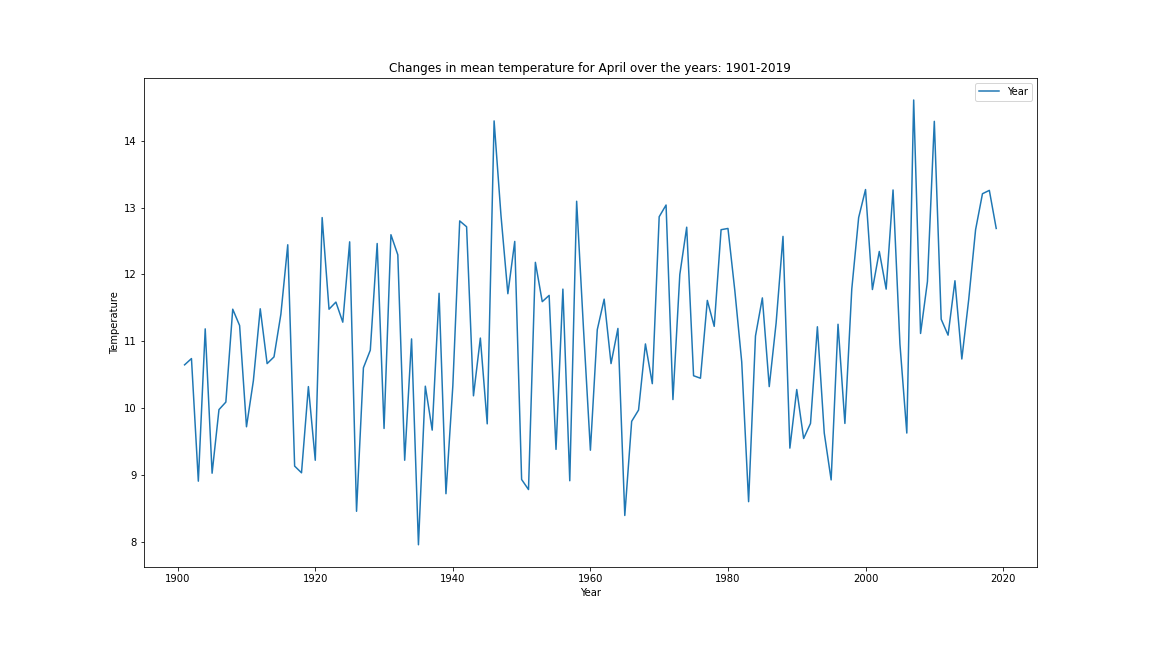 Changes in mean temperature for April over the years: 1901-2019
Year
14
13
12
11
10
9
8
Temperature
1900 1920 1940 1960 1980 2000 2020
Year